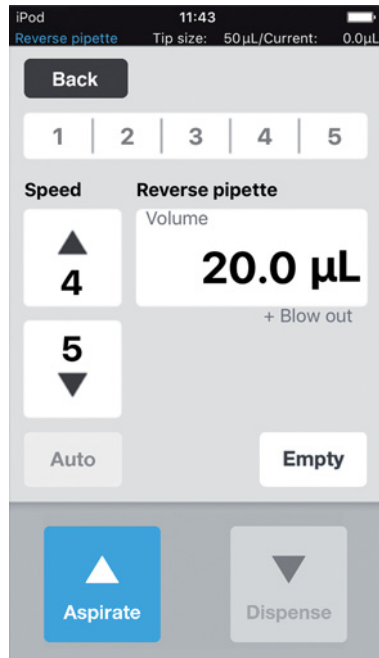 iPod 11:43
Reverse pipette Tip size: 50µL/Current: 0.0µL
Back
1 2 3 4 5
Speed Reverse pipette
Volume
4 20.0 µL
+ Blow out
5
Auto Empty
Aspirate Dispense